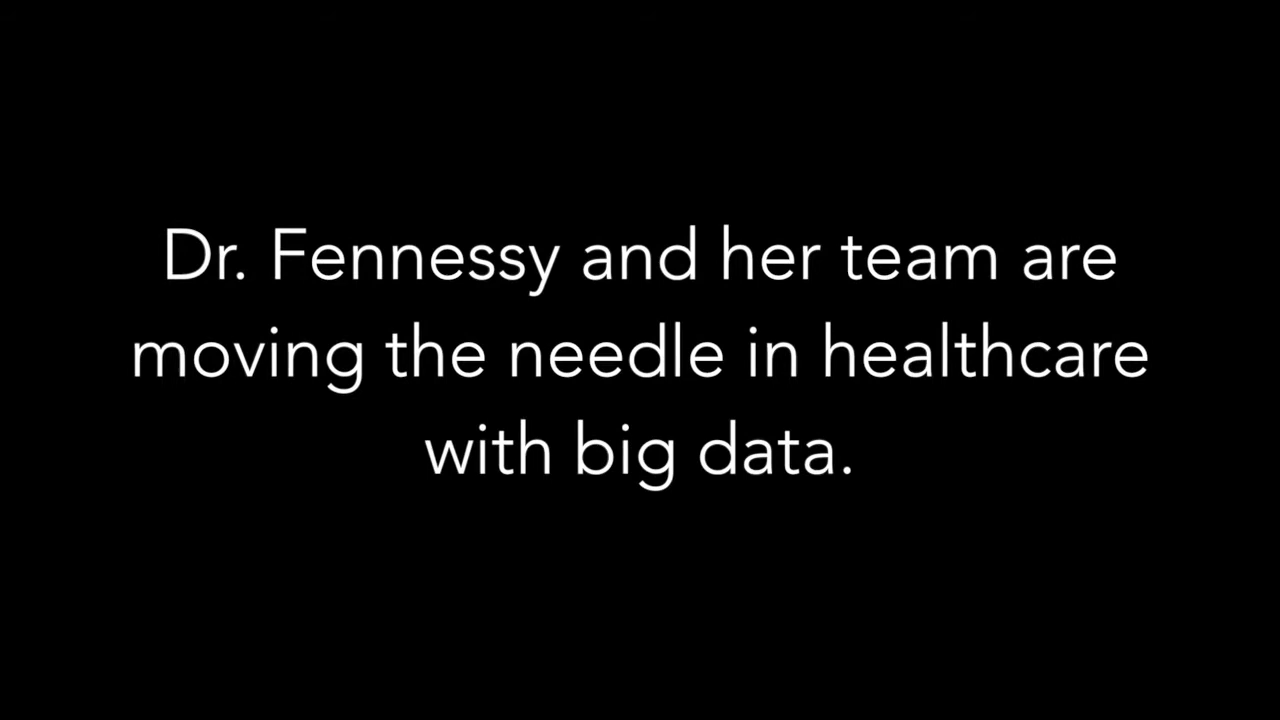 Dr. Fennessy and her team are
moving the needle in healthcare
with big data.